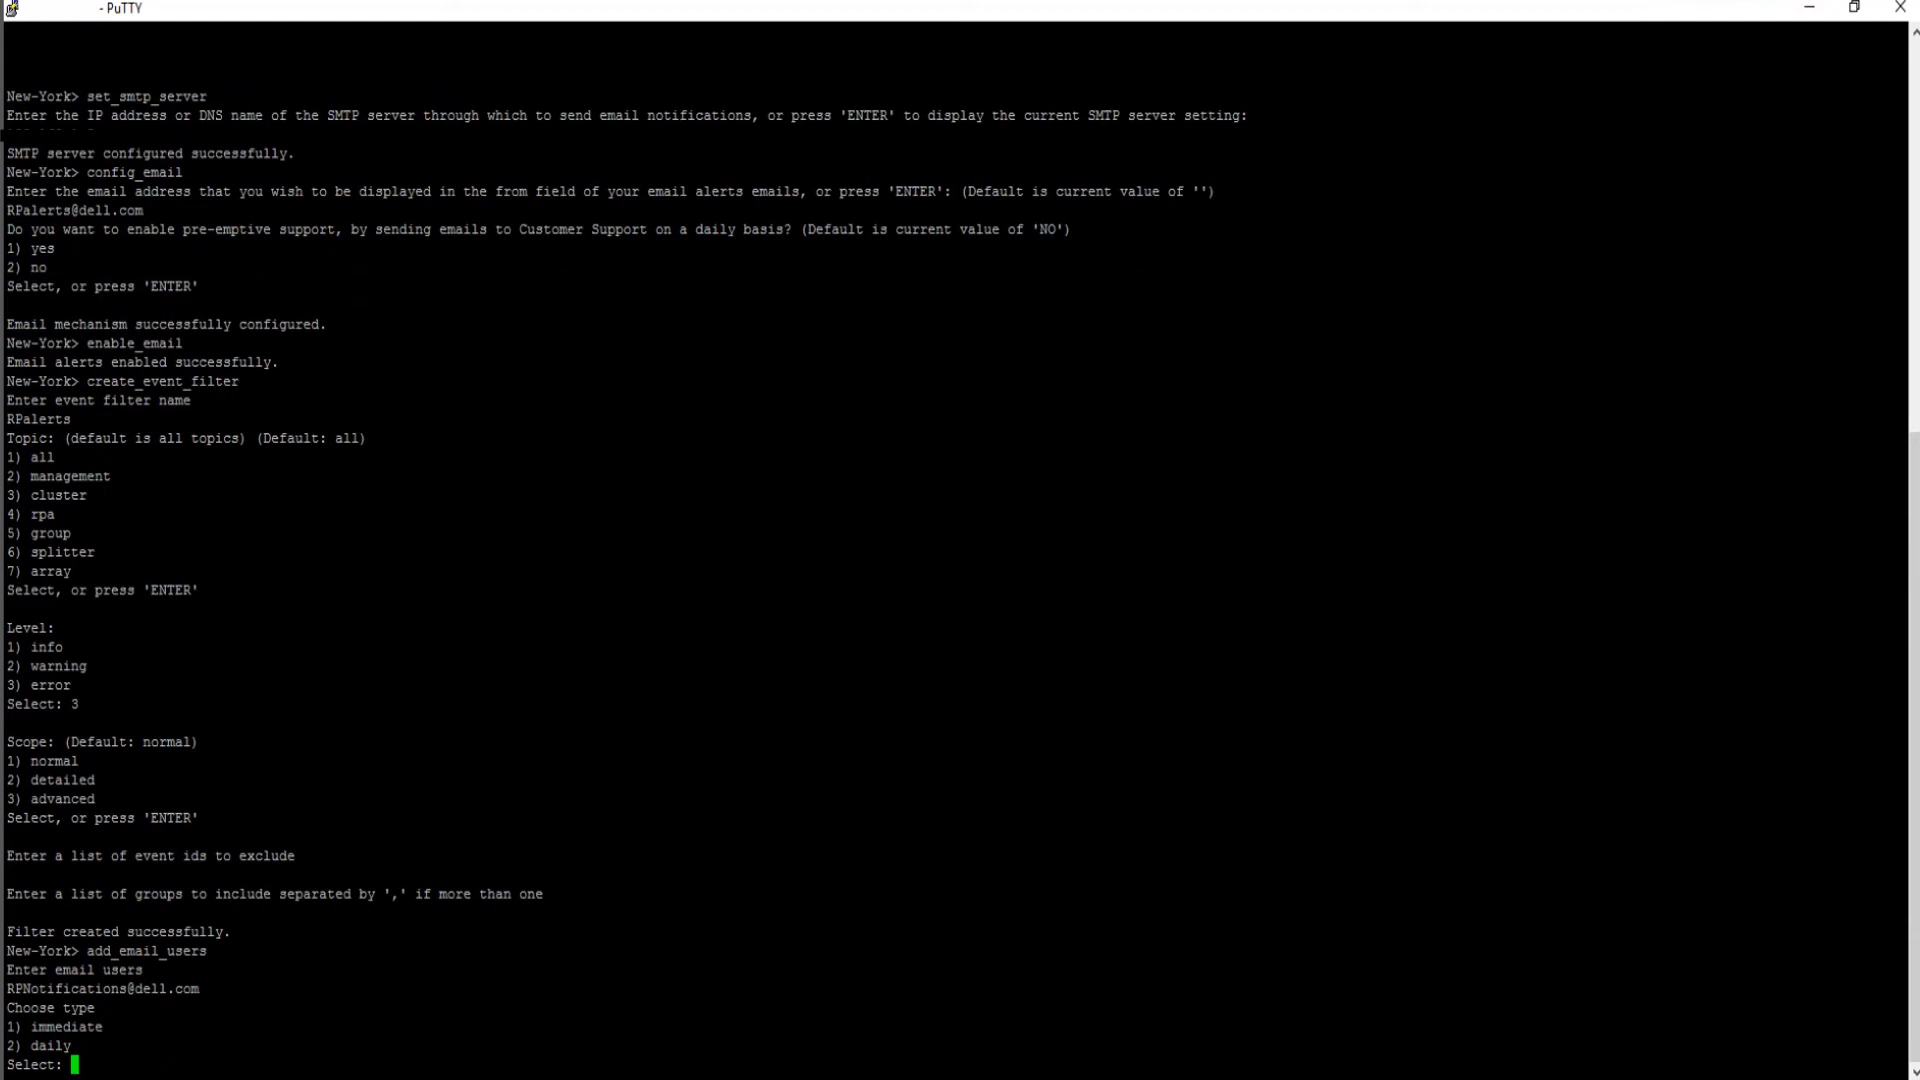 - PuTTY
New-York> set_smtp_server
Enter the IP address or DNS name of the SMTP server through which to send email notifications, or press 'ENTER' to display the current SMTP server setting:
SMTP server configured successfully.
New-York> config_email
Enter the email address that you wish to be displayed in the from field of your email alerts emails, or press 'ENTER': (Default is current value of '')
RPalerts@dell.com
Do you want to enable pre-emptive support, by sending emails to Customer Support on a daily basis? (Default is current value of 'NO')
1) yes
2) no
Select, or press 'ENTER'
Email mechanism successfully configured.
New-York> enable_email
Email alerts enabled successfully.
New-York> create_event_filter
Enter event filter name
RPalerts
Topic: (default is all topics) (Default: all)
1) all
2) management
3) cluster
4) rpa
5) group
6) splitter
7) array
Select, or press 'ENTER'
Level:
1) info
2) warning
3) error
Select: 3
Scope: (Default: normal)
1) normal
2) detailed
3) advanced
Select, or press 'ENTER'
Enter a list of event ids to exclude
Enter a list of groups to include separated by ',' if more than one
Filter created successfully.
New-York> add_email_users
Enter email users
RPNotifications@dell.com
Choose type
1) immediate
2) daily
Select: